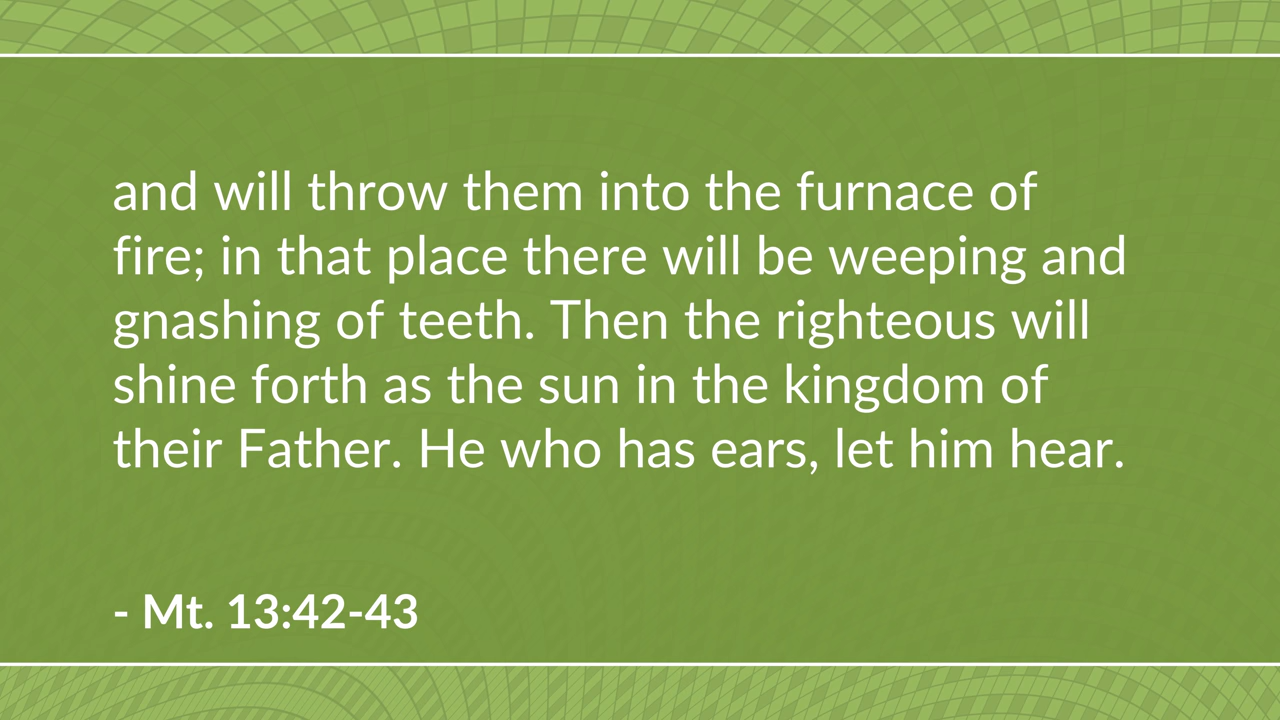 and will throw them into the furnace of
fire; in that place there will be weeping and
gnashing of teeth. Then the righteous will
shine forth as the sun in the kingdom of
their Father. He who has ears, let him hear.
- Mt. 13:42-43